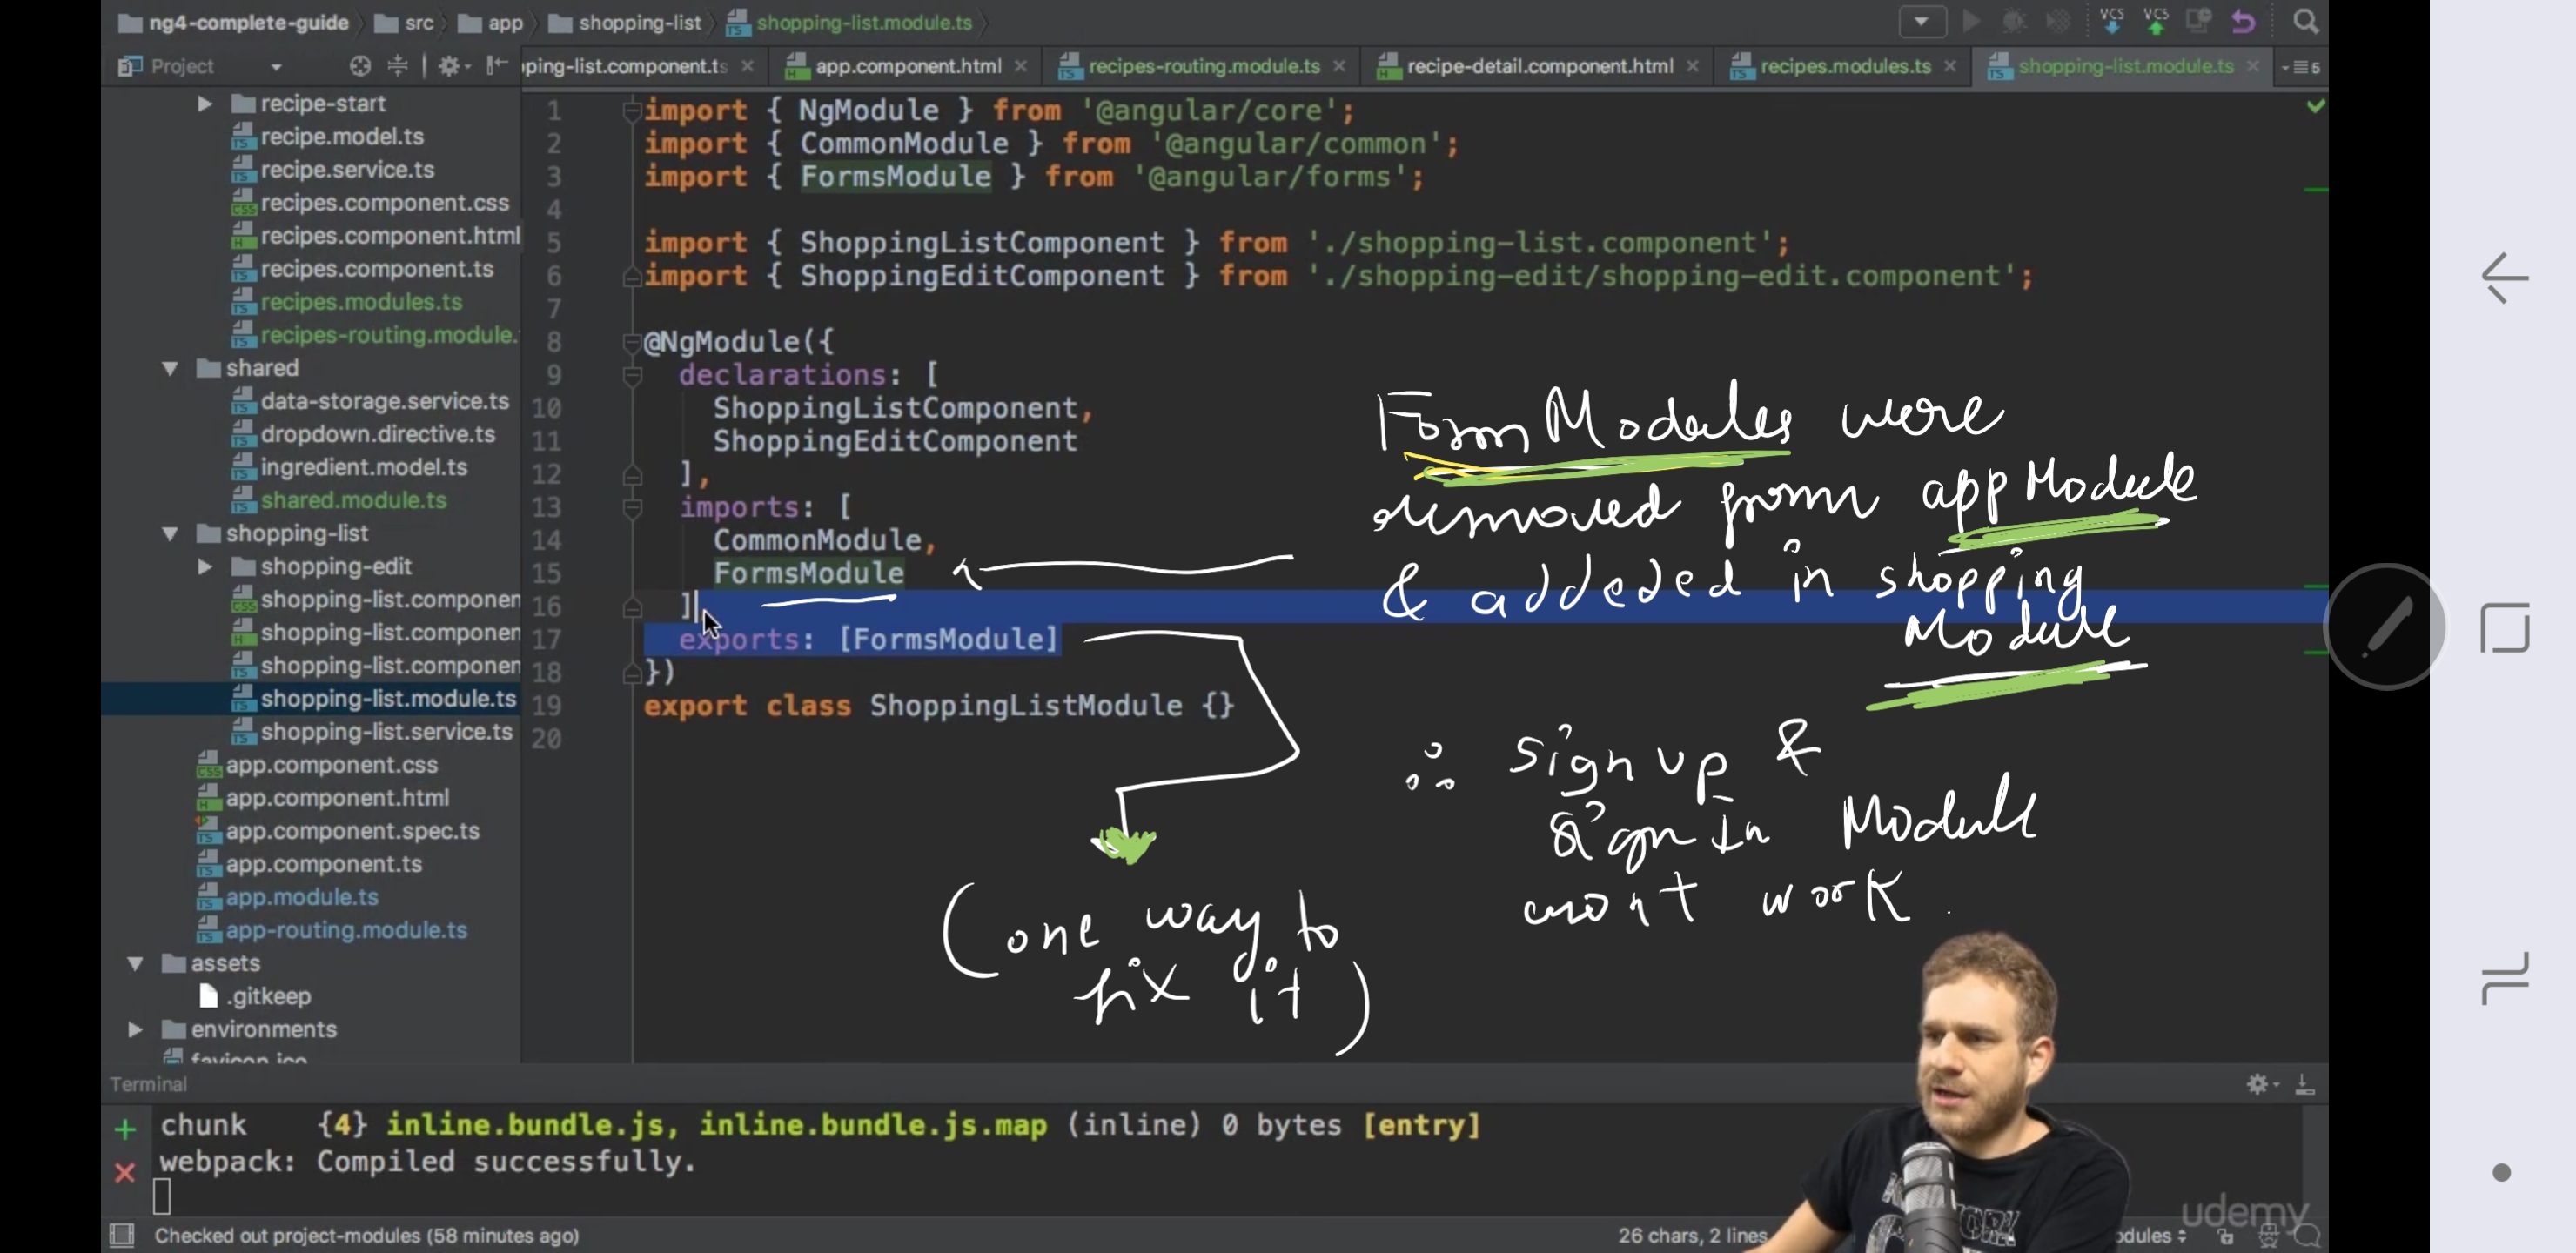 ng4-complete-guide src app shopping-list shopping-list.module.ts
VCS VCS
Project
ping-list.component.ts app.component.html recipes-routing.module.ts recipe-detail.component.html recipes.modules.ts shopping-list.module.ts 5
recipe-start
recipe.model.ts
recipe.service.ts
recipes.component.css
recipes.component.html
recipes.component.ts
recipes.modules.ts
recipes-routing.module.
shared
data-storage.service.ts
dropdown.directive.ts
ingredient.model.ts
shared.module.ts
shopping-list
shopping-edit
shopping-list.componen
shopping-list.componen
shopping-list.componen
shopping-list.module.ts
shopping-list.service.ts
app.component.css
app.component.html
app.component.spec.ts
app.component.ts
app.module.ts
app-routing.module.ts
assets
.gitkeep
environments
favicon.ico
1 import { NgModule } from '@angular/core';
2 import { CommonModule } from '@angular/common';
3 import { FormsModule } from '@angular/forms';
4
5 import { ShoppingListComponent } from './shopping-list.component';
6 import { ShoppingEditComponent } from './shopping-edit/shopping-edit.component';
7
8 @NgModule({
9 declarations: [
10 ShoppingListComponent,
11 ShoppingEditComponent
12 ],
13 imports: [
14 CommonModule,
15 FormsModule
16 ]
17 exports: [FormsModule]
18 })
19 export class ShoppingListModule {}
20
Form Modules were
removed from app Module
& addeded in shopping
Module
∴ sign up &
sign In Module
wont work.
(one way to
fix it)
Terminal
chunk {4} inline.bundle.js, inline.bundle.js.map (inline) 0 bytes [entry]
webpack: Compiled successfully.
Checked out project-modules (58 minutes ago)
26 chars, 2 lines
odules
udemy